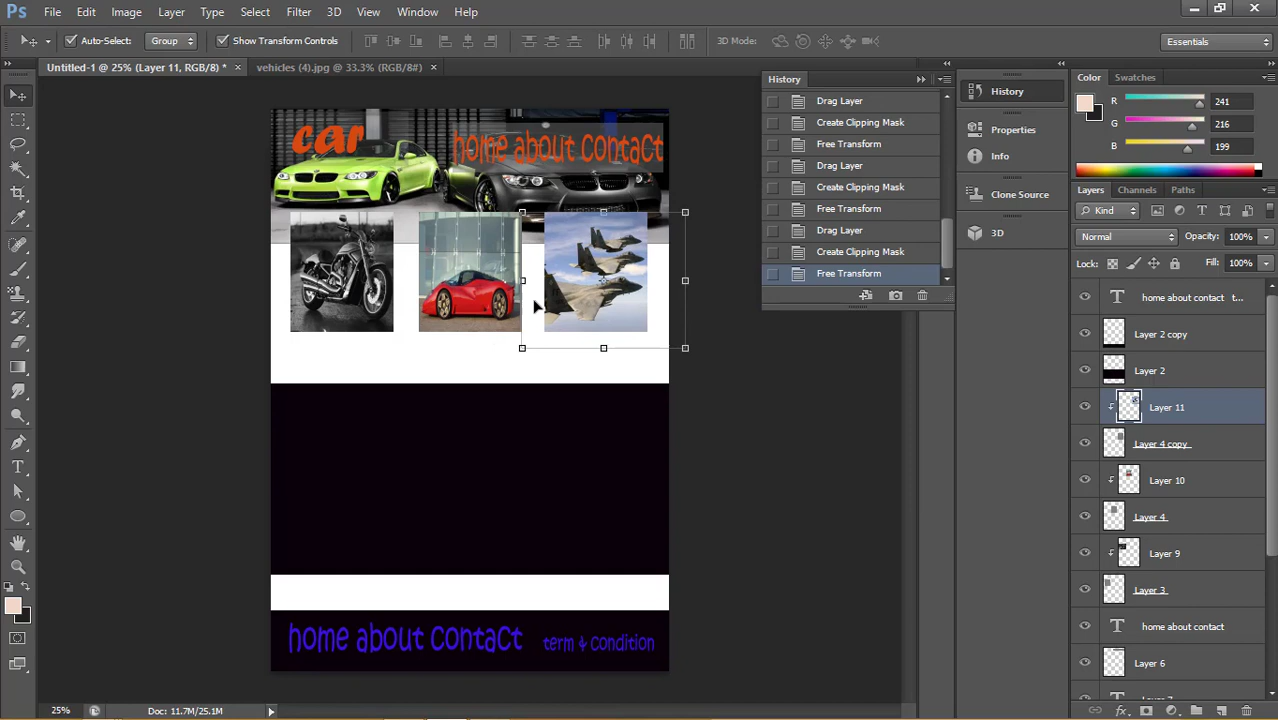 Ps File Edit Image Layer Type Select Filter 3D View Window Help
Auto-Select: Group Show Transform Controls 3D Mode: Essentials
Untitled-1 @ 25% (Layer 11, RGB/8) * × vehicles (4).jpg @ 33.3% (RGB/8#) ×
History
Drag Layer
Create Clipping Mask
Free Transform
Drag Layer
Create Clipping Mask
Free Transform
Drag Layer
Create Clipping Mask
Free Transform
History
Properties
Info
Clone Source
3D
Color Swatches
R 241
G 216
B 199
Layers Channels Paths
Kind
Normal Opacity: 100%
Lock: Fill: 100%
home about contact t...
Layer 2 copy
Layer 2
Layer 11
Layer 4 copy
Layer 10
Layer 4
Layer 9
Layer 3
home about contact
Layer 6
car
home about contact
home about contact term & condition
25% Doc: 11.7M/25.1M